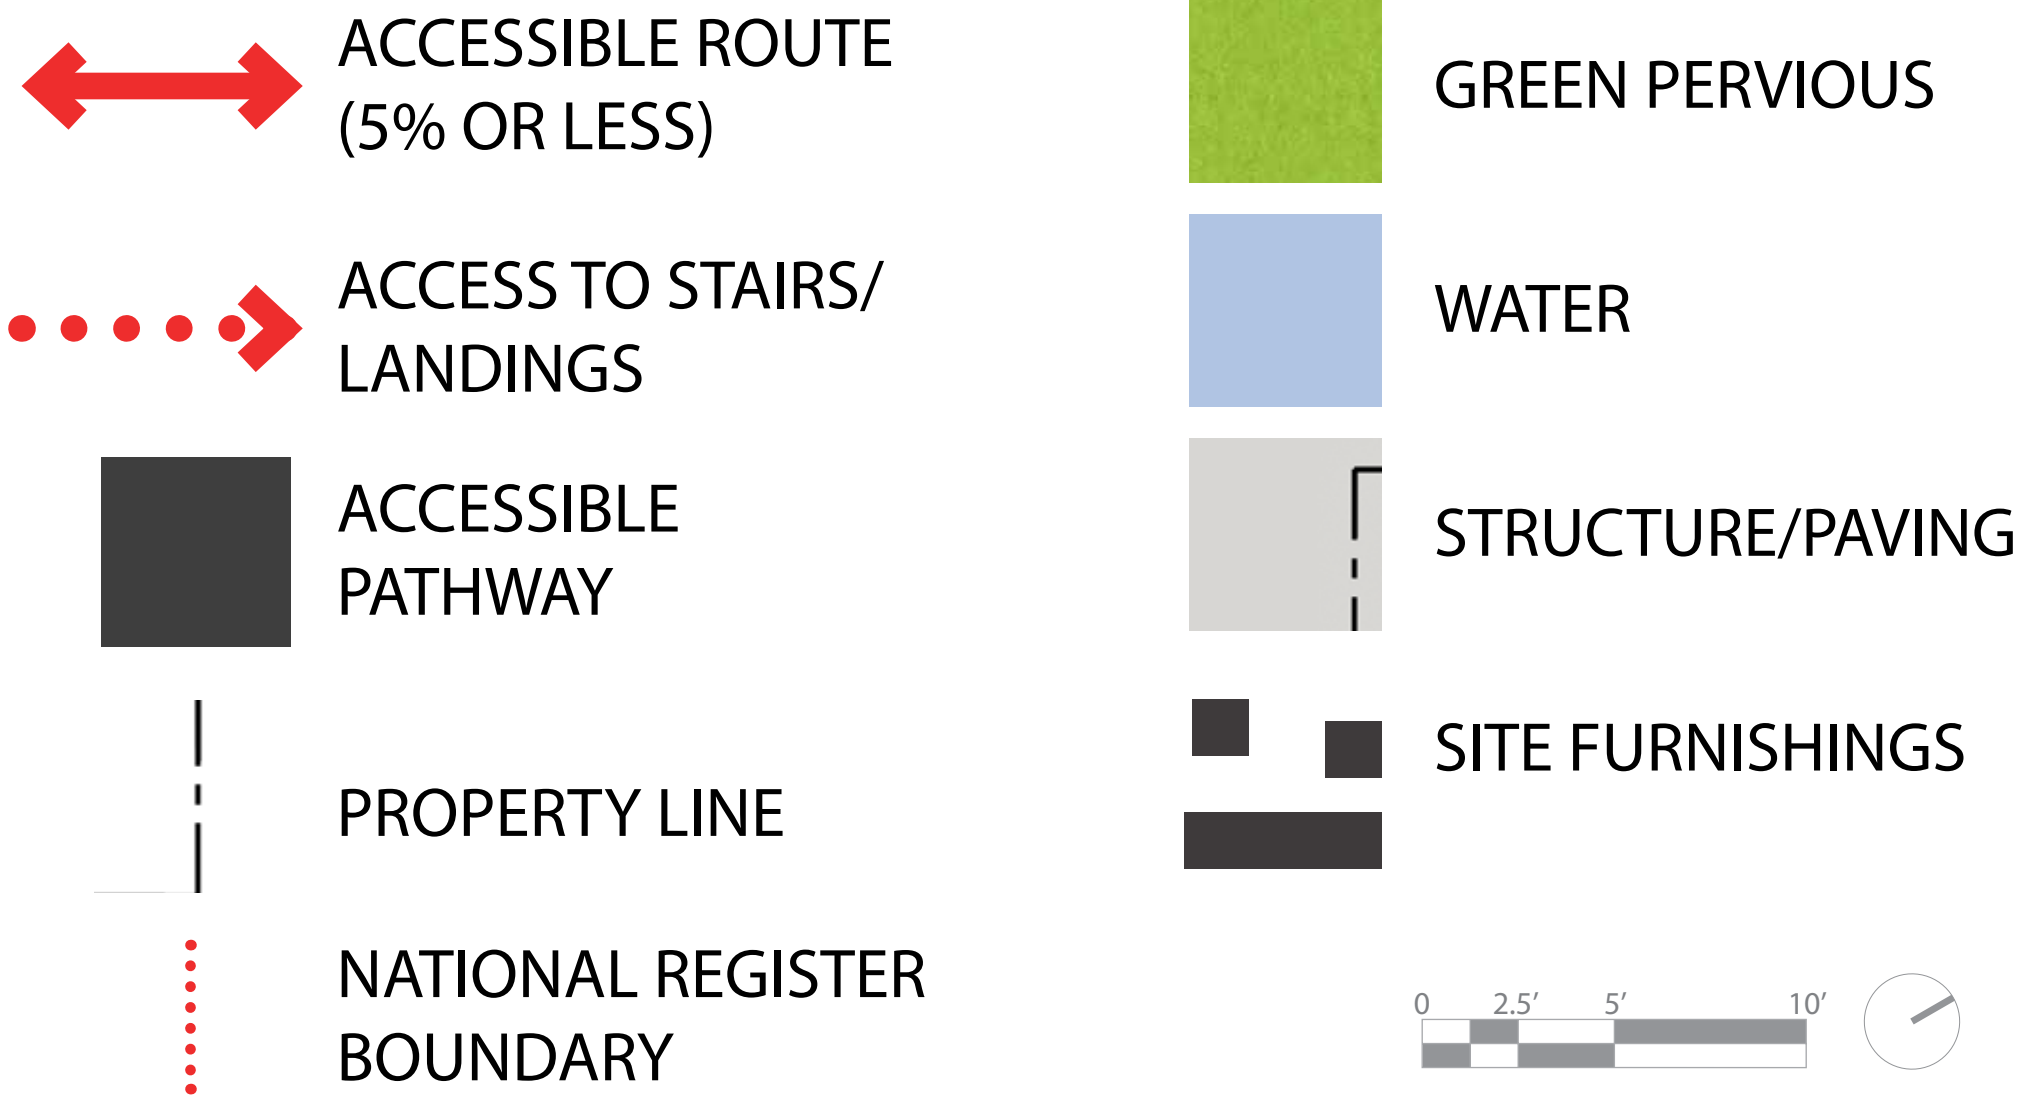 ACCESSIBLE ROUTE
(5% OR LESS)
ACCESS TO STAIRS/
LANDINGS
ACCESSIBLE
PATHWAY
PROPERTY LINE
NATIONAL REGISTER
BOUNDARY
GREEN PERVIOUS
WATER
STRUCTURE/PAVING
SITE FURNISHINGS
0 2.5′ 5′ 10′